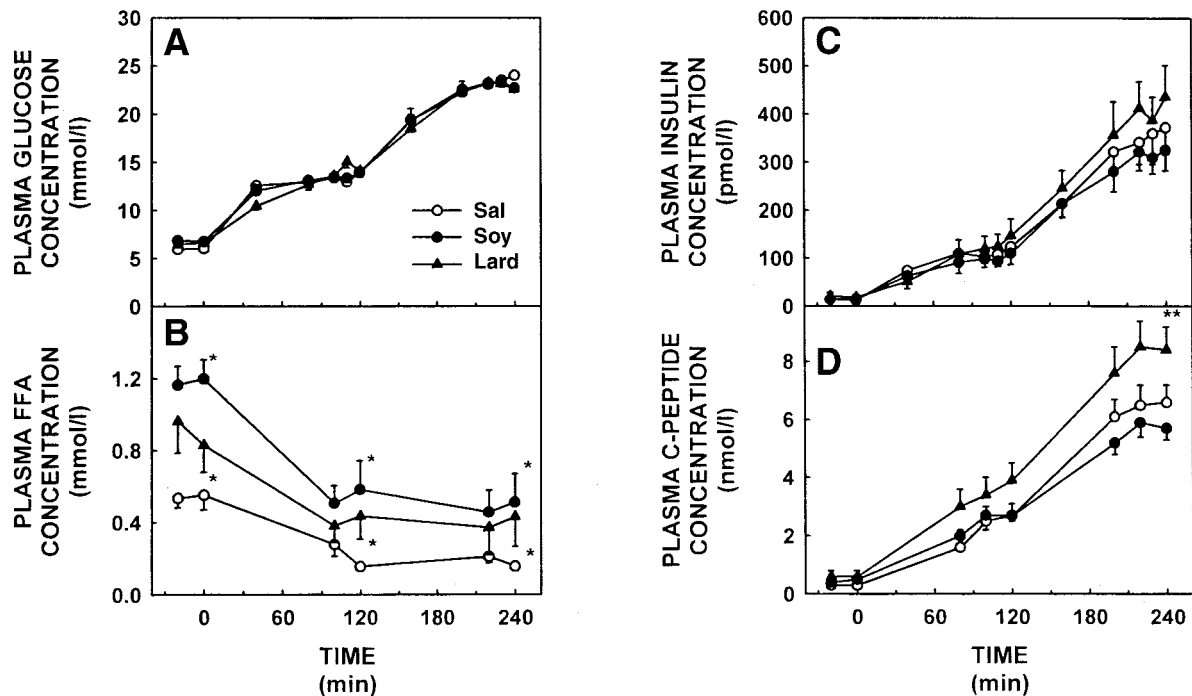 A
PLASMA GLUCOSE
CONCENTRATION
(mmol/l)
30
25
20
15
10
5
0
Sal
Soy
Lard
B
PLASMA FFA
CONCENTRATION
(mmol/l)
1.2
0.8
0.4
0.0
*
*
*
*
*
*
0
60
120
180
240
TIME
(min)
C
PLASMA INSULIN
CONCENTRATION
(pmol/l)
600
500
400
300
200
100
0
D
PLASMA C-PEPTIDE
CONCENTRATION
(nmol/l)
8
6
4
2
0
**
0
60
120
180
240
TIME
(min)